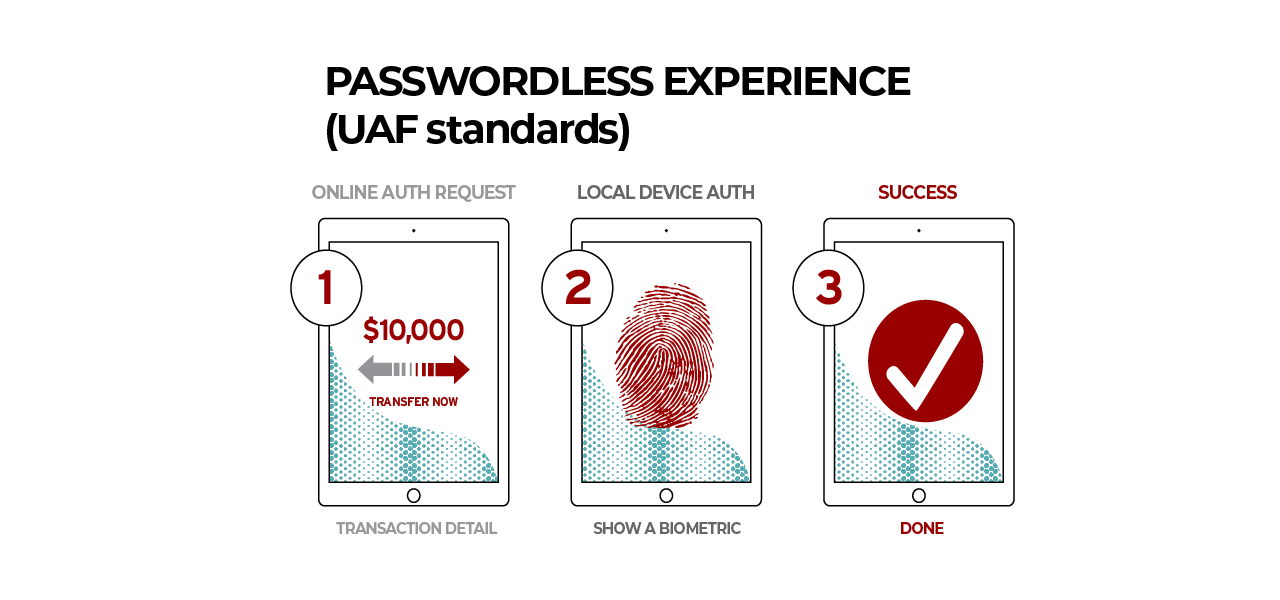 PASSWORDLESS EXPERIENCE
(UAF standards)
ONLINE AUTH REQUEST
LOCAL DEVICE AUTH
SUCCESS
1
2
3
$10,000
TRANSFER NOW
TRANSACTION DETAIL
SHOW A BIOMETRIC
DONE